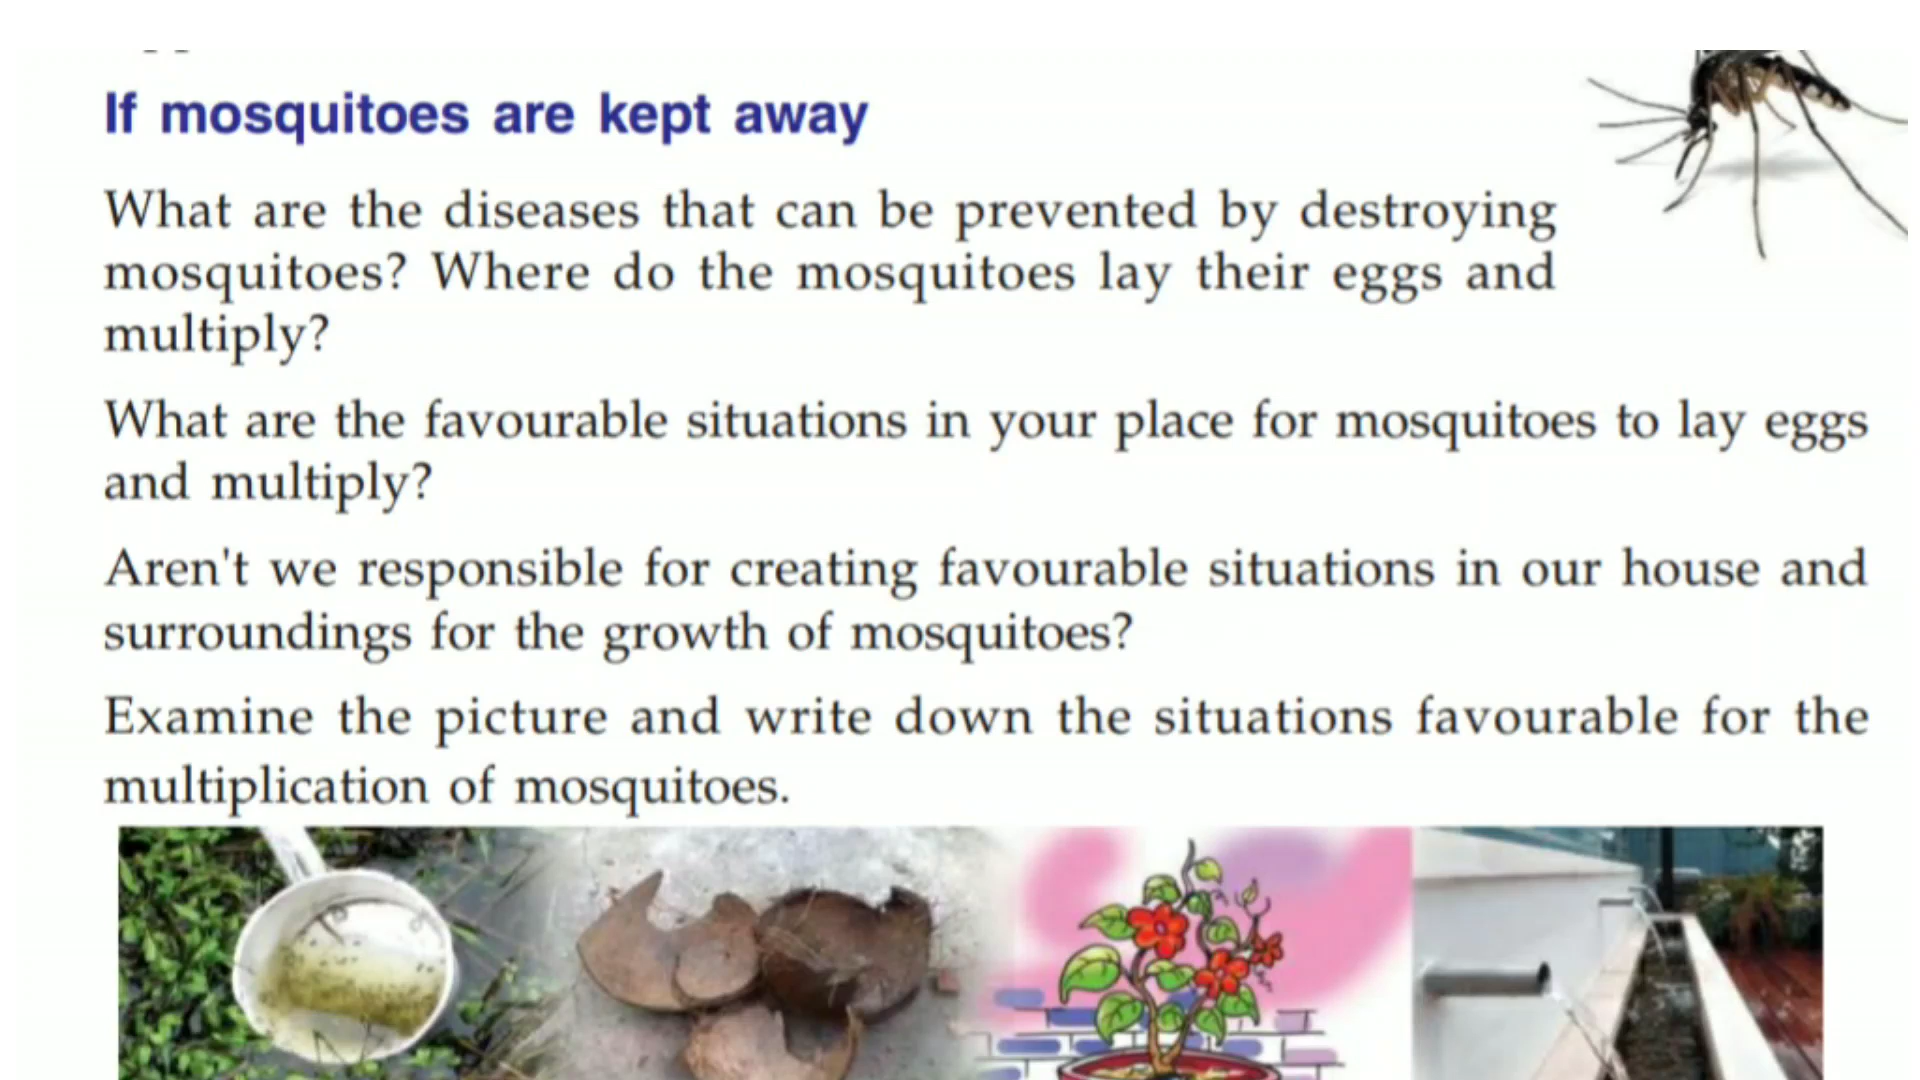 If mosquitoes are kept away
What are the diseases that can be prevented by destroying
mosquitoes? Where do the mosquitoes lay their eggs and
multiply?
What are the favourable situations in your place for mosquitoes to lay eggs
and multiply?
Aren't we responsible for creating favourable situations in our house and
surroundings for the growth of mosquitoes?
Examine the picture and write down the situations favourable for the
multiplication of mosquitoes.